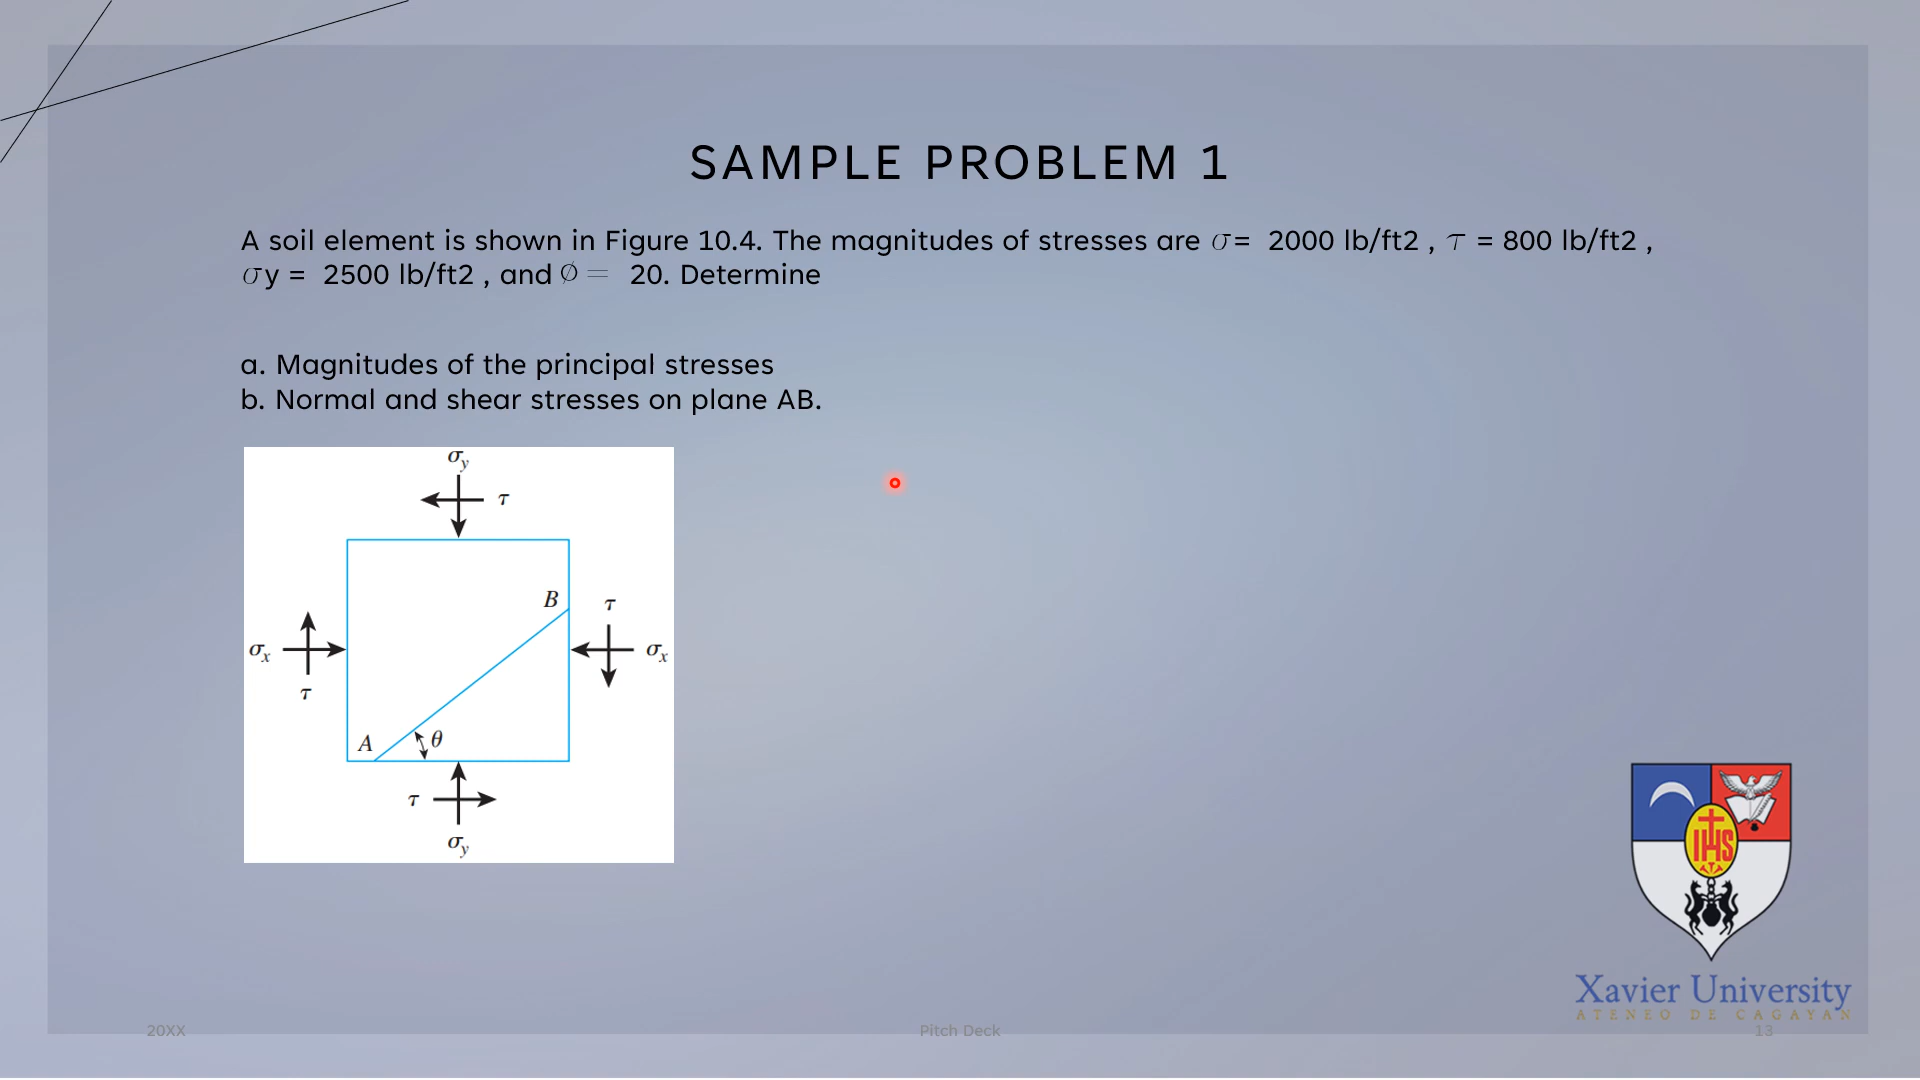 SAMPLE PROBLEM 1
A soil element is shown in Figure 10.4. The magnitudes of stresses are σ= 2000 lb/ft2 , τ = 800 lb/ft2 ,
σy = 2500 lb/ft2 , and ∅ = 20. Determine
a. Magnitudes of the principal stresses
b. Normal and shear stresses on plane AB.
σy
τ
B
τ
σx
σx
τ
A
θ
τ
σy
IHS
Xavier University
ATENEO DE CAGAYAN
20XX
Pitch Deck
13